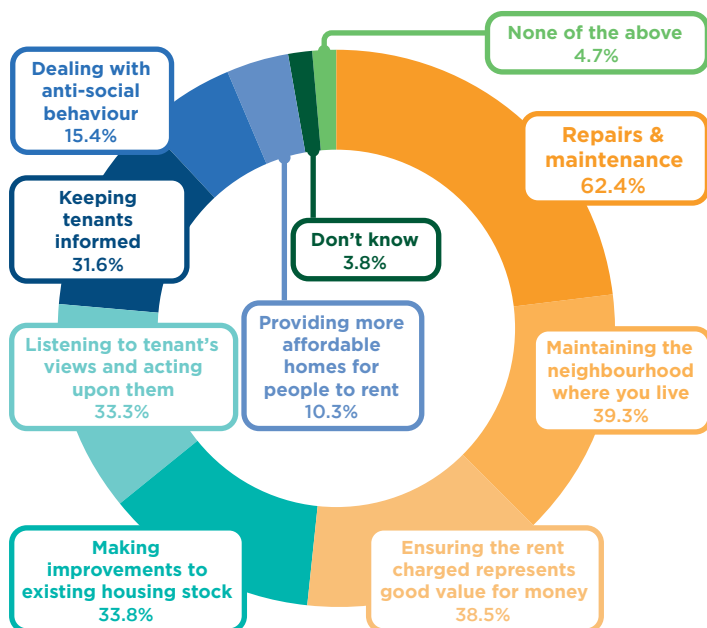 None of the above
4.7%
Dealing with
anti-social
behaviour
15.4%
Repairs &
maintenance
62.4%
Keeping
tenants
informed
31.6%
Don’t know
3.8%
Listening to tenant’s
views and acting
upon them
33.3%
Providing more
affordable
homes for
people to rent
10.3%
Maintaining the
neighbourhood
where you live
39.3%
Making
improvements to
existing housing stock
33.8%
Ensuring the rent
charged represents
good value for money
38.5%